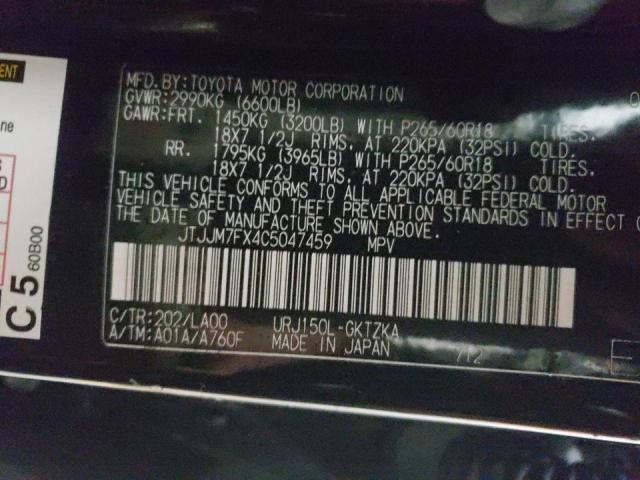 MFD.BY:TOYOTA MOTOR CORPORATION
GVWR:2990KG (6600LB)
GAWR:FRT. 1450KG (3200LB) WITH P265/60R18 TIRES,
18X7 1/2J RIMS, AT 220KPA (32PSI) COLD.
RR. 1795KG (3965LB) WITH P265/60R18 TIRES,
18X7 1/2J RIMS, AT 220KPA (32PSI) COLD.
THIS VEHICLE CONFORMS TO ALL APPLICABLE FEDERAL MOTOR
VEHICLE SAFETY AND THEFT PREVENTION STANDARDS IN EFFECT
THE DATE OF MANUFACTURE SHOWN ABOVE.
JTJJM7FX4C5047459 MPV
C/TR:202/LA00 URJ150L-GKTZKA
A/TM:A01A/A760F MADE IN JAPAN /12
C5
60B00